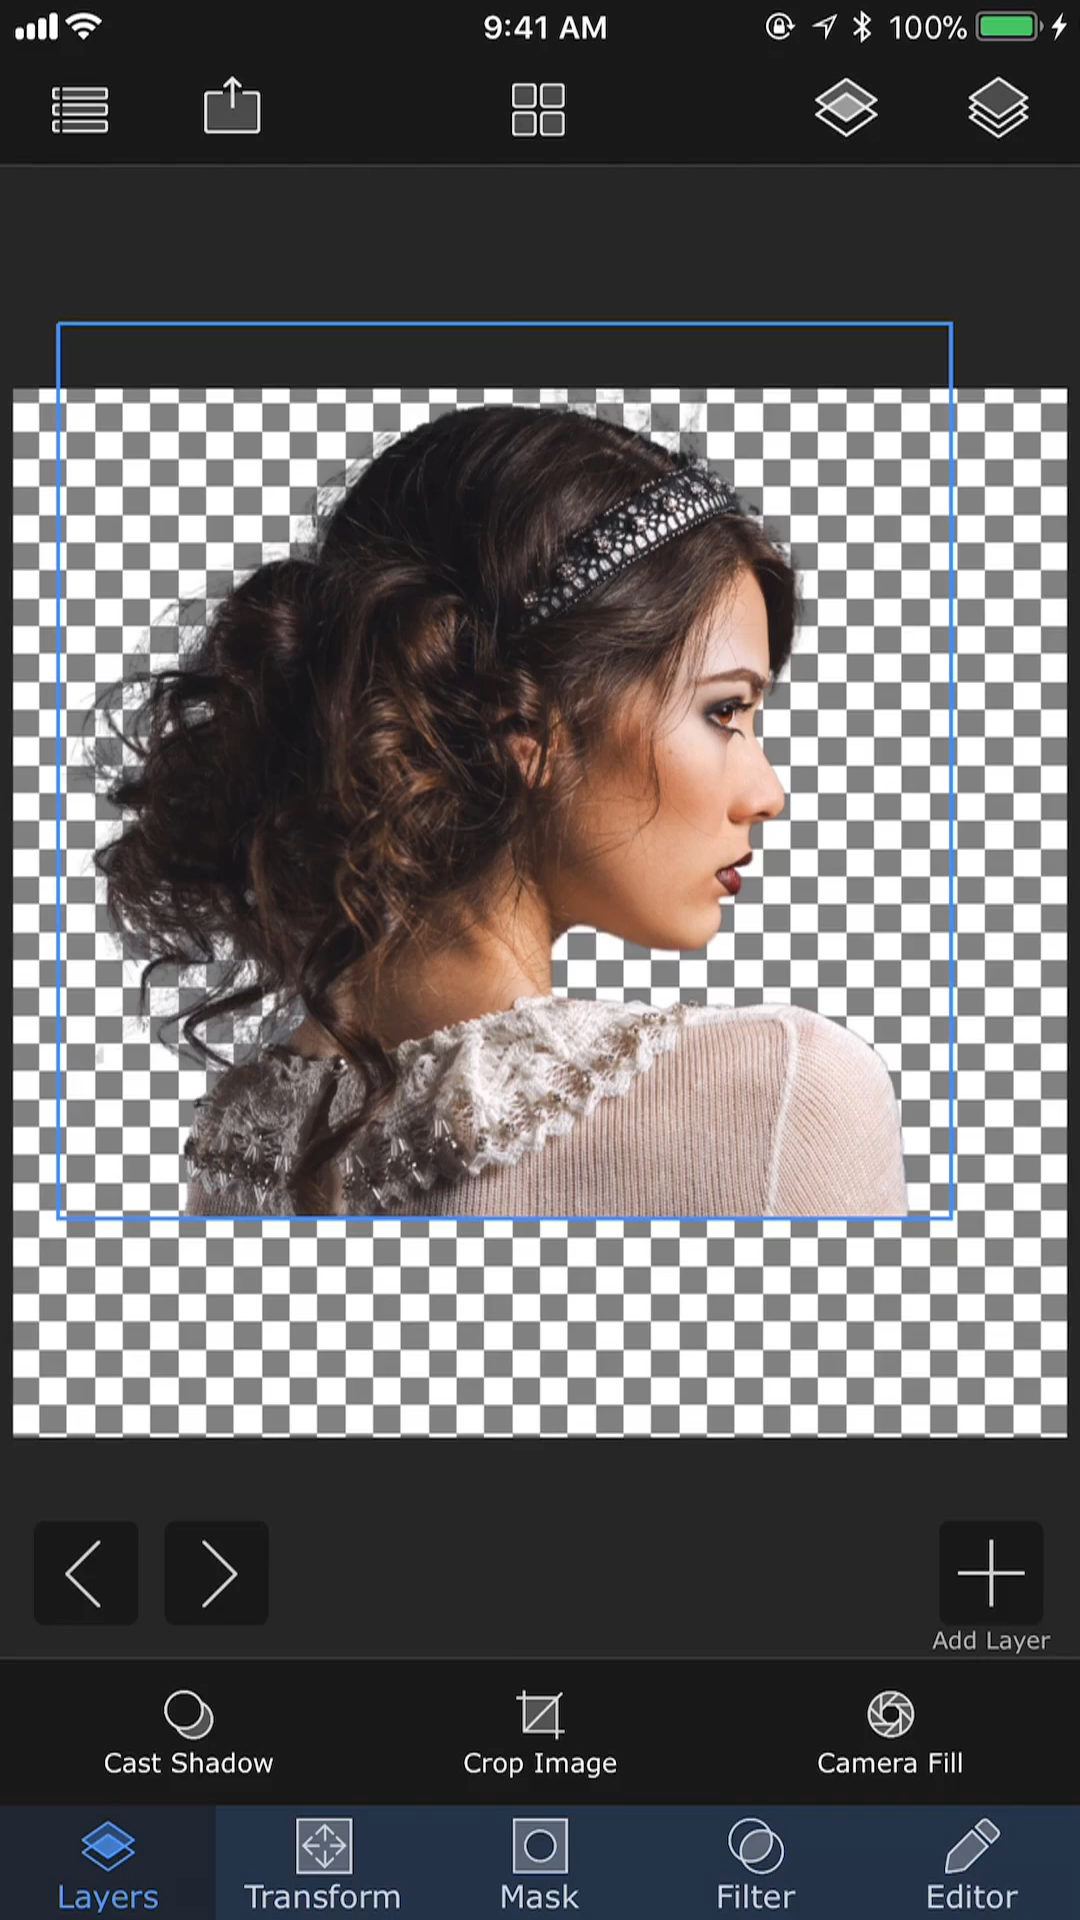 9:41 AM
100%
Add Layer
Cast Shadow
Crop Image
Camera Fill
Layers
Transform
Mask
Filter
Editor